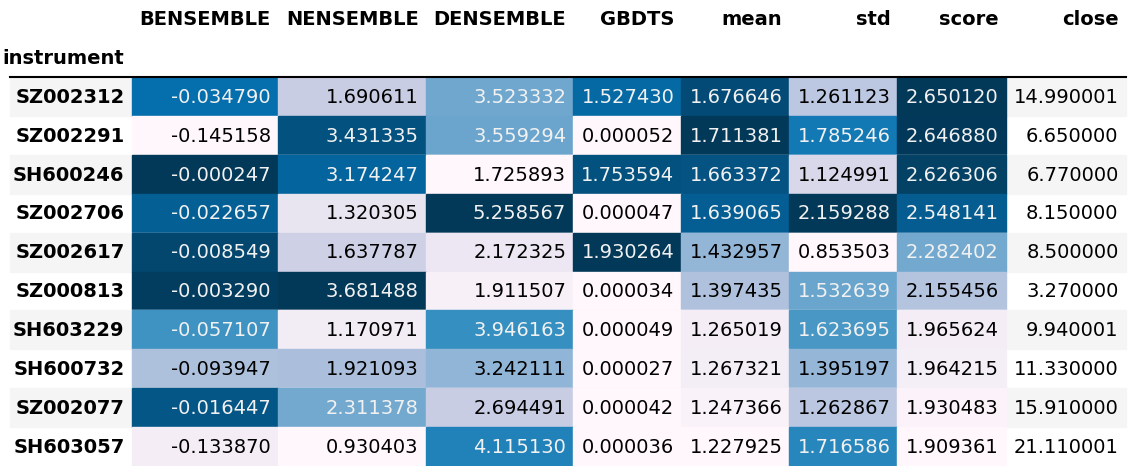 BENSEMBLE NENSEMBLE DENSEMBLE GBDTS mean std score close
instrument
SZ002312 -0.034790 1.690611 3.523332 1.527430 1.676646 1.261123 2.650120 14.990001
SZ002291 -0.145158 3.431335 3.559294 0.000052 1.711381 1.785246 2.646880 6.650000
SH600246 -0.000247 3.174247 1.725893 1.753594 1.663372 1.124991 2.626306 6.770000
SZ002706 -0.022657 1.320305 5.258567 0.000047 1.639065 2.159288 2.548141 8.150000
SZ002617 -0.008549 1.637787 2.172325 1.930264 1.432957 0.853503 2.282402 8.500000
SZ000813 -0.003290 3.681488 1.911507 0.000034 1.397435 1.532639 2.155456 3.270000
SH603229 -0.057107 1.170971 3.946163 0.000049 1.265019 1.623695 1.965624 9.940001
SH600732 -0.093947 1.921093 3.242111 0.000027 1.267321 1.395197 1.964215 11.330000
SZ002077 -0.016447 2.311378 2.694491 0.000042 1.247366 1.262867 1.930483 15.910000
SH603057 -0.133870 0.930403 4.115130 0.000036 1.227925 1.716586 1.909361 21.110001